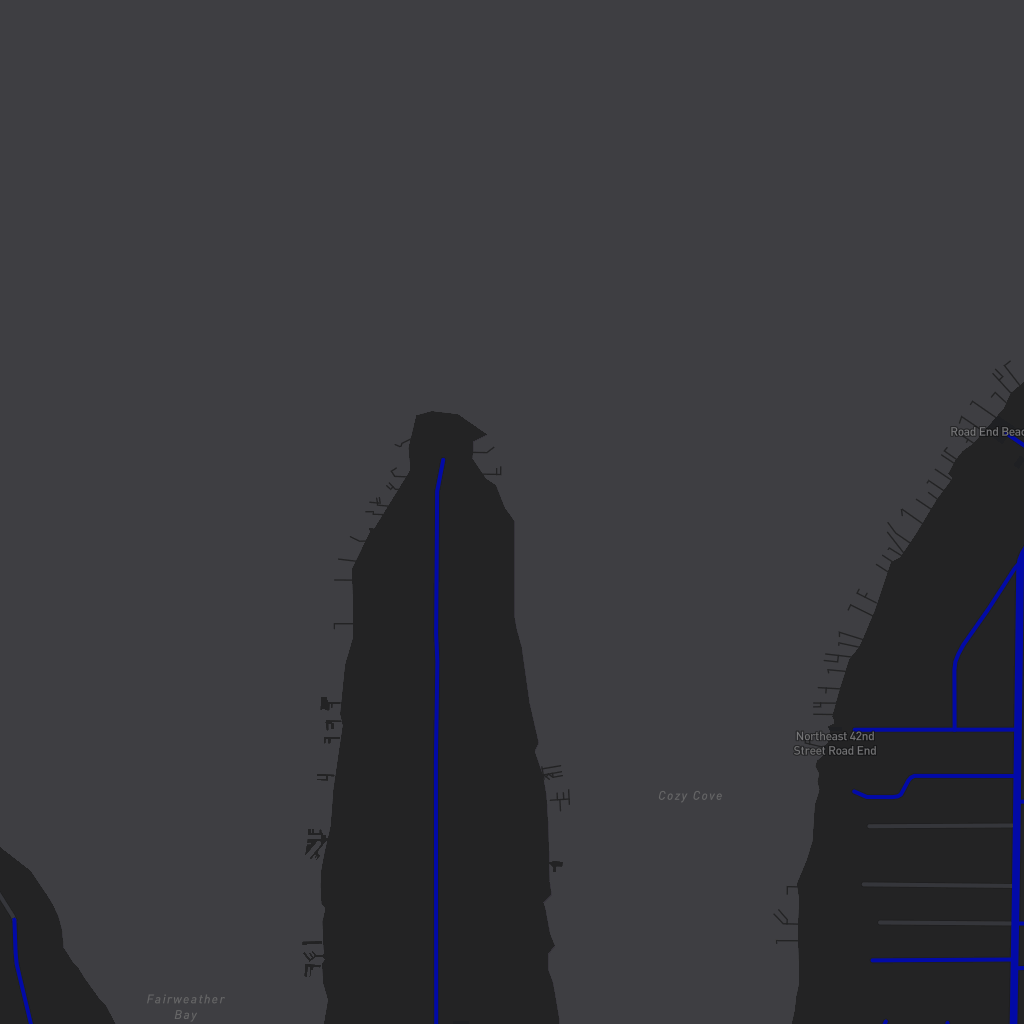 Road End Beac
Northeast 42nd
Street Road End
Cozy Cove
Fairweather
Bay